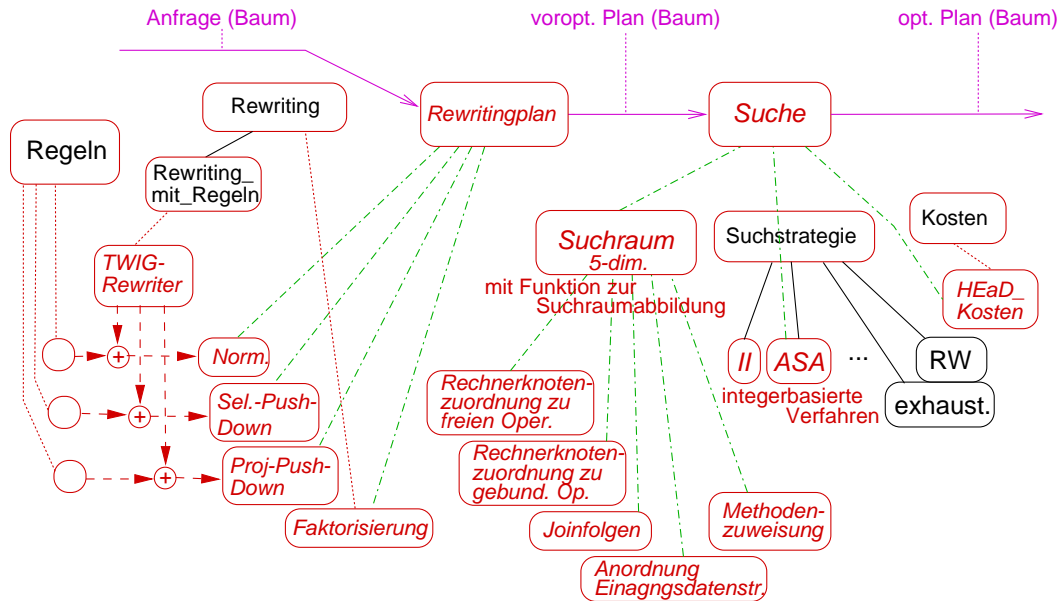 Anfrage (Baum)
voropt. Plan (Baum)
opt. Plan (Baum)
Rewriting
Rewritingplan
Suche
Regeln
Rewriting_
mit_Regeln
TWIG-
Rewriter
Suchraum
5-dim.
mit Funktion zur
Suchraumabbildung
Suchstrategie
Kosten
HEaD_
Kosten
+
Norm.
II
ASA
...
RW
exhaust.
integerbasierte
Verfahren
+
Sel.-Push-
Down
Rechnerknoten-
zuordnung zu
freien Oper.
+
Proj-Push-
Down
Rechnerknoten-
zuordnung zu
gebund. Op.
Faktorisierung
Joinfolgen
Methoden-
zuweisung
Anordnung
Einagngsdatenstr.